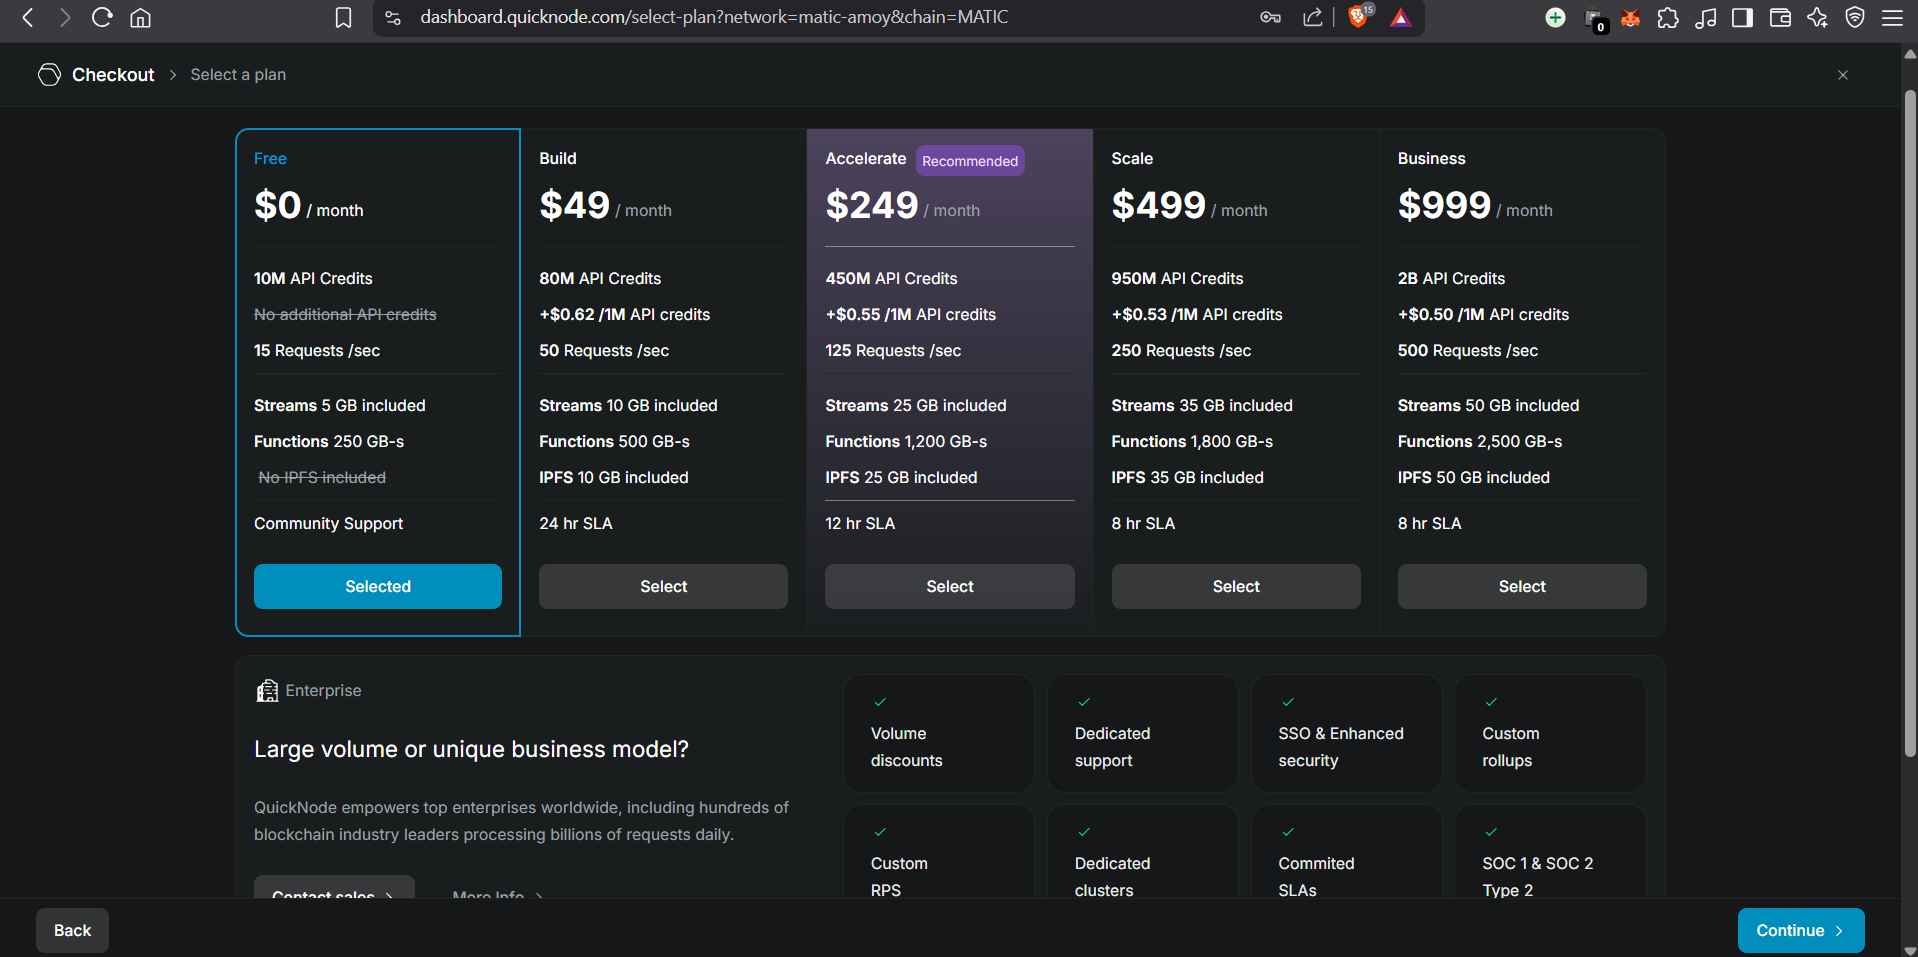 dashboard.quicknode.com/select-plan?network=matic-amoy&chain=MATIC
15
0
Checkout > Select a plan
Free
$0 / month
10M API Credits
No additional API credits
15 Requests /sec
Streams 5 GB included
Functions 250 GB-s
No IPFS included
Community Support
Selected
Build
$49 / month
80M API Credits
+$0.62 /1M API credits
50 Requests /sec
Streams 10 GB included
Functions 500 GB-s
IPFS 10 GB included
24 hr SLA
Select
Accelerate Recommended
$249 / month
450M API Credits
+$0.55 /1M API credits
125 Requests /sec
Streams 25 GB included
Functions 1,200 GB-s
IPFS 25 GB included
12 hr SLA
Select
Scale
$499 / month
950M API Credits
+$0.53 /1M API credits
250 Requests /sec
Streams 35 GB included
Functions 1,800 GB-s
IPFS 35 GB included
8 hr SLA
Select
Business
$999 / month
2B API Credits
+$0.50 /1M API credits
500 Requests /sec
Streams 50 GB included
Functions 2,500 GB-s
IPFS 50 GB included
8 hr SLA
Select
Enterprise
Large volume or unique business model?
QuickNode empowers top enterprises worldwide, including hundreds of
blockchain industry leaders processing billions of requests daily.
Contact sales >
More Info >
Volume
discounts
Dedicated
support
SSO & Enhanced
security
Custom
rollups
Custom
RPS
Dedicated
clusters
Commited
SLAs
SOC 1 & SOC 2
Type 2
Back
Continue >